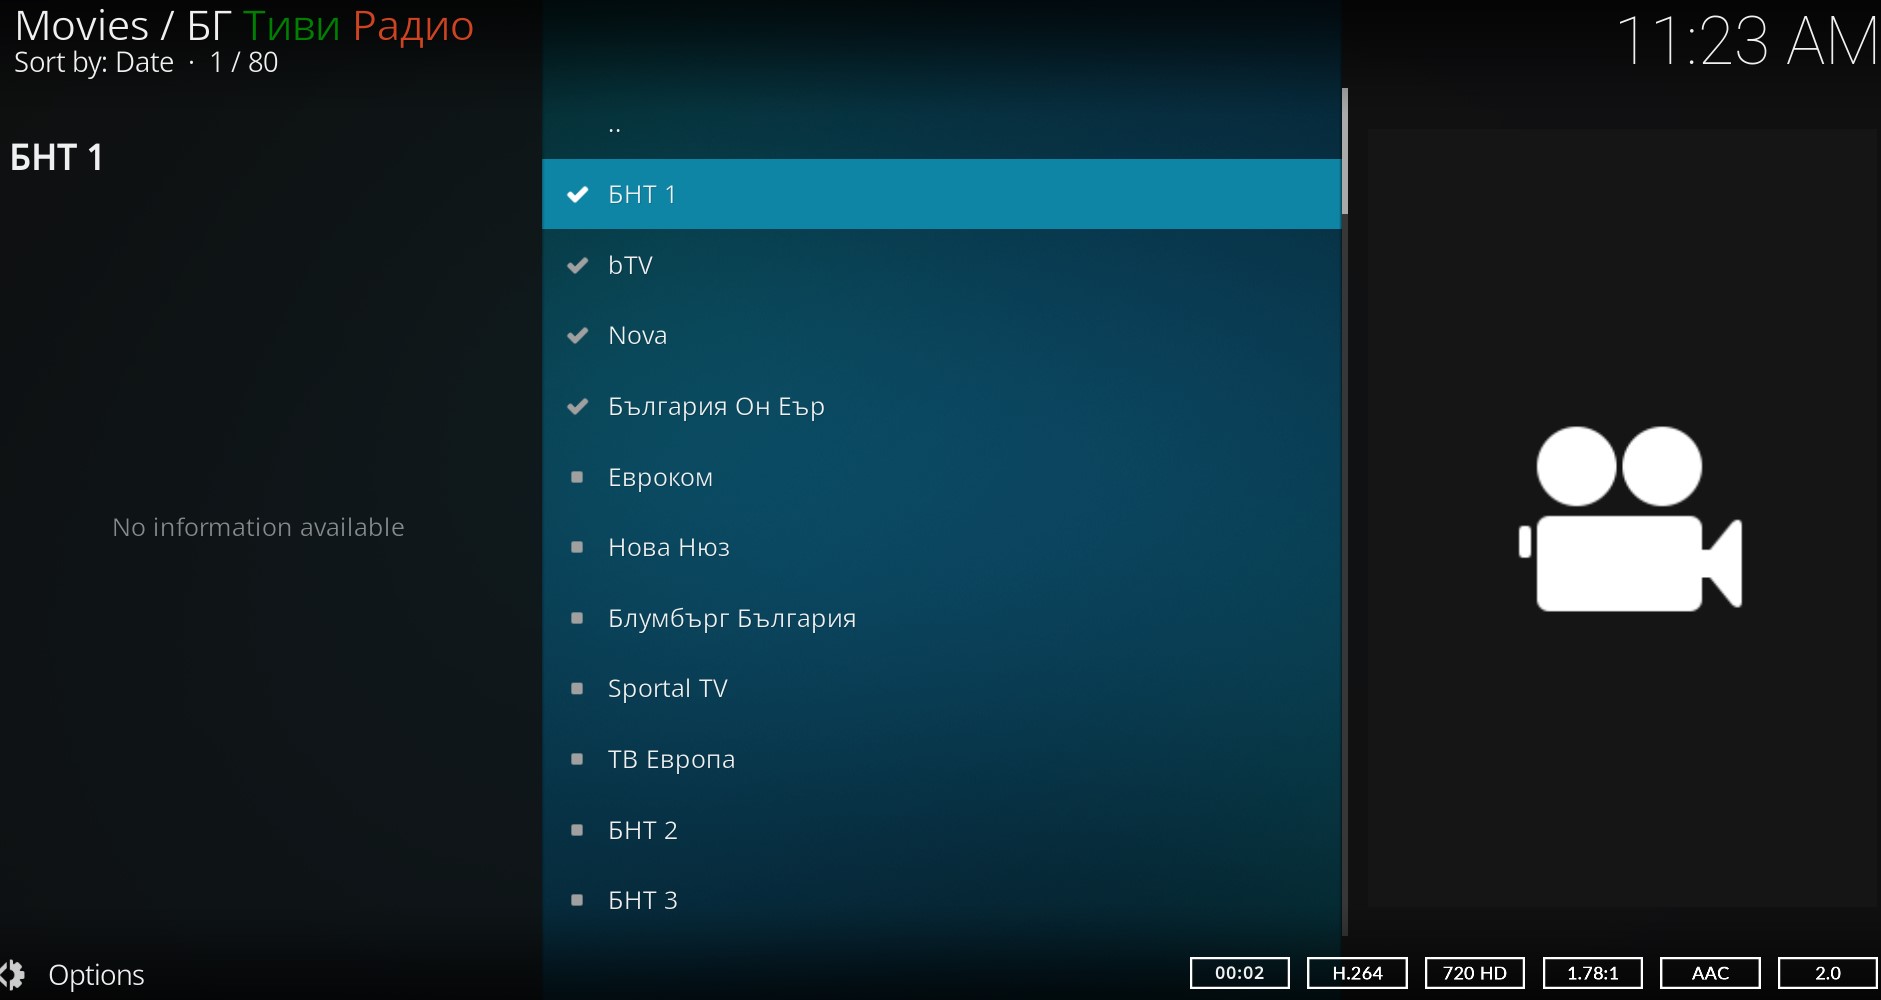 Movies / БГ Тиви Радио
Sort by: Date · 1 / 80
11:23 AM
БНТ 1
No information available
..
БНТ 1
bTV
Nova
България Он Еър
Евроком
Нова Нюз
Блумбърг България
Sportal TV
ТВ Европа
БНТ 2
БНТ 3
Options
00:02
H.264
720 HD
1.78:1
AAC
2.0